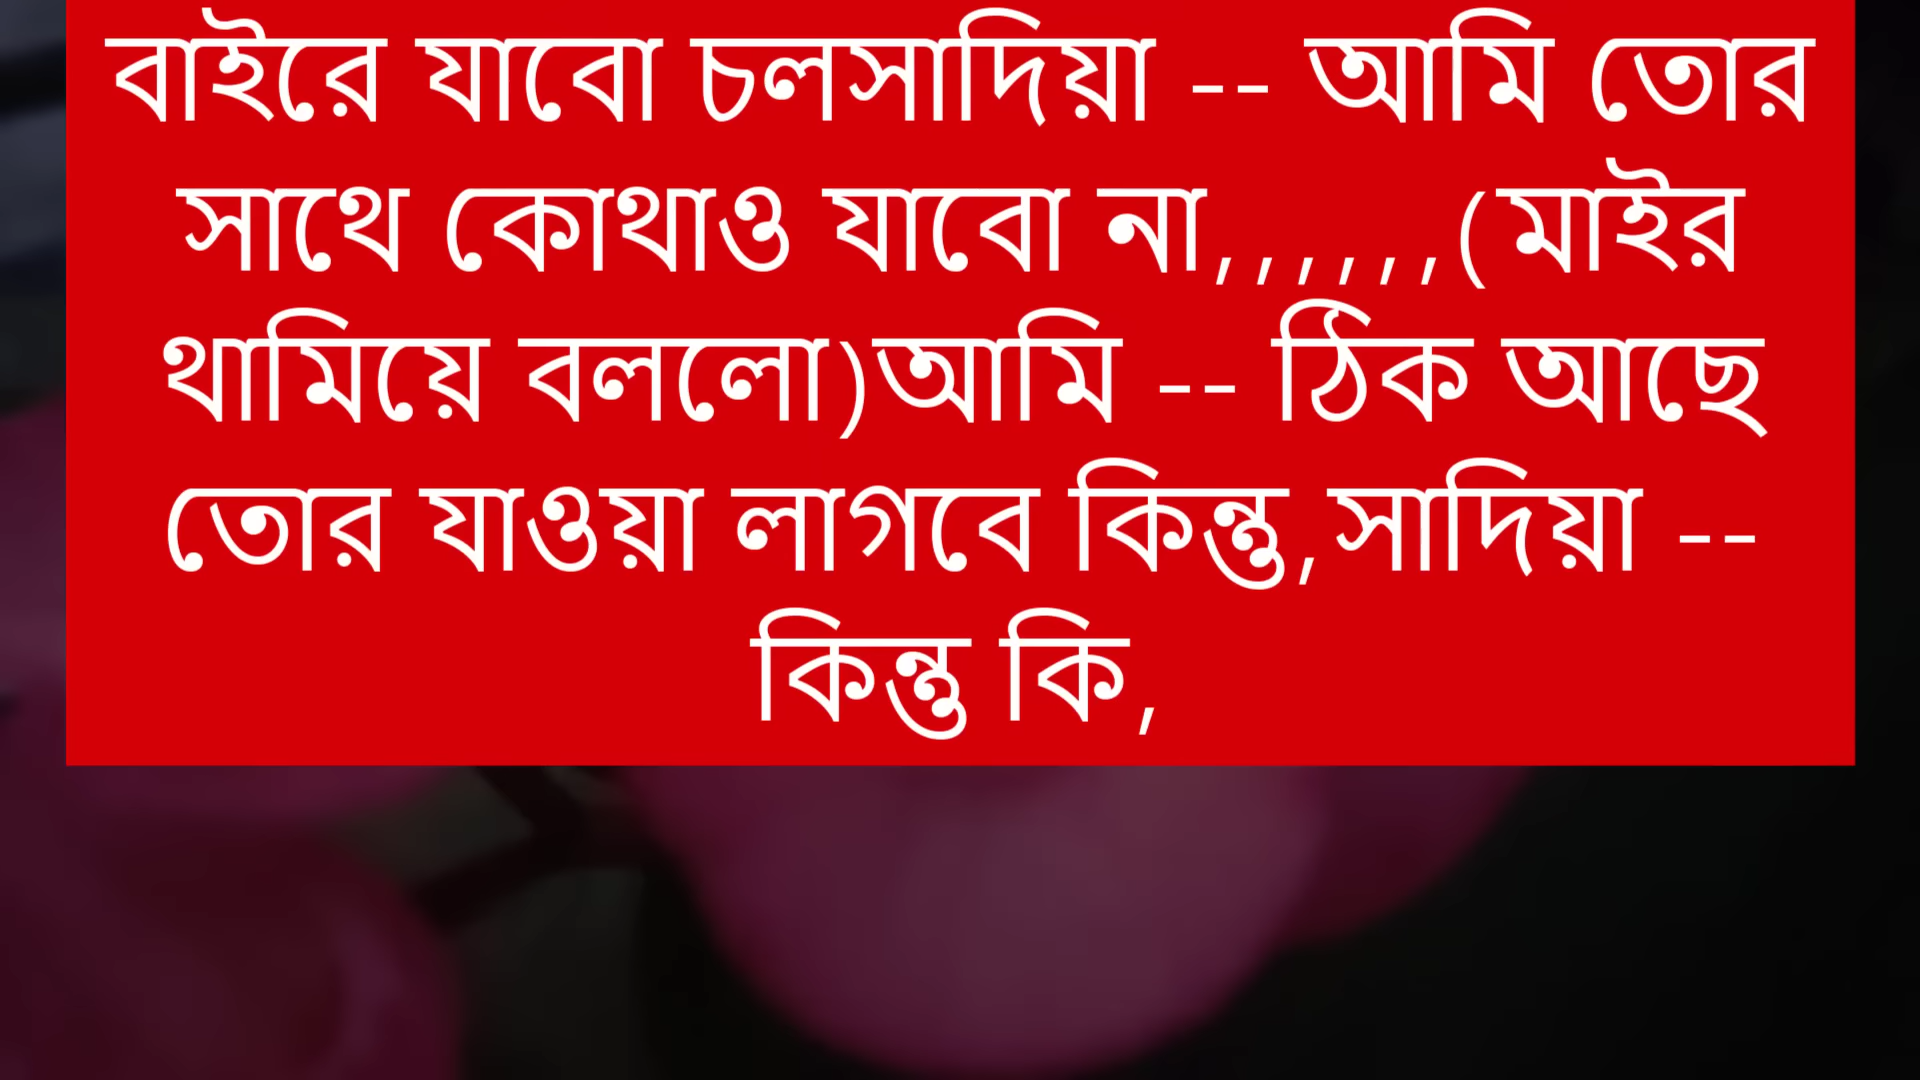 বাইরে যাবো চলসাদিয়া -- আমি তোর
সাথে কোথাও যাবো না,,,,,,(মাইর
থামিয়ে বললো)আমি -- ঠিক আছে
তোর যাওয়া লাগবে কিন্তু,সাদিয়া --
কিন্তু কি,